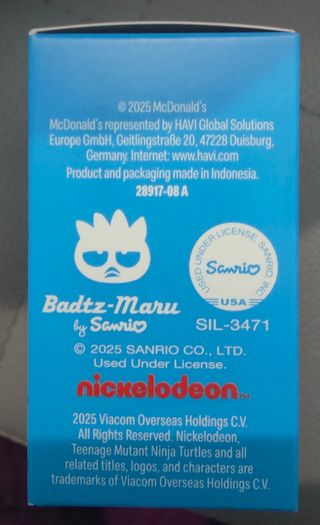 © 2025 McDonald's
McDonald's represented by HAVI Global Solutions
Europe GmbH, Geitlingstraße 20, 47228 Duisburg,
Germany. Internet: www.havi.com
Product and packaging made in Indonesia.
28917-08 A
Badtz-Maru
by Sanrio
USED UNDER LICENSE, SANRIO INC.
Sanrio
USA
SIL-3471
© 2025 SANRIO CO., LTD.
Used Under License.
nickelodeon™
2025 Viacom Overseas Holdings C.V.
All Rights Reserved. Nickelodeon,
Teenage Mutant Ninja Turtles and all
related titles, logos, and characters are
trademarks of Viacom Overseas Holdings C.V.